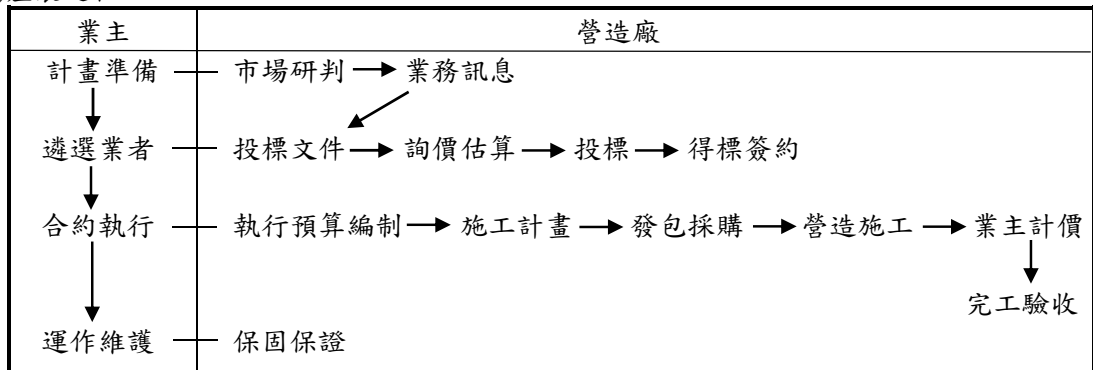 業主 營造廠
計畫準備 市場研判 業務訊息
遴選業者 投標文件 詢價估算 投標 得標簽約
合約執行 執行預算編制 施工計畫 發包採購 營造施工 業主計價
完工驗收
運作維護 保固保證